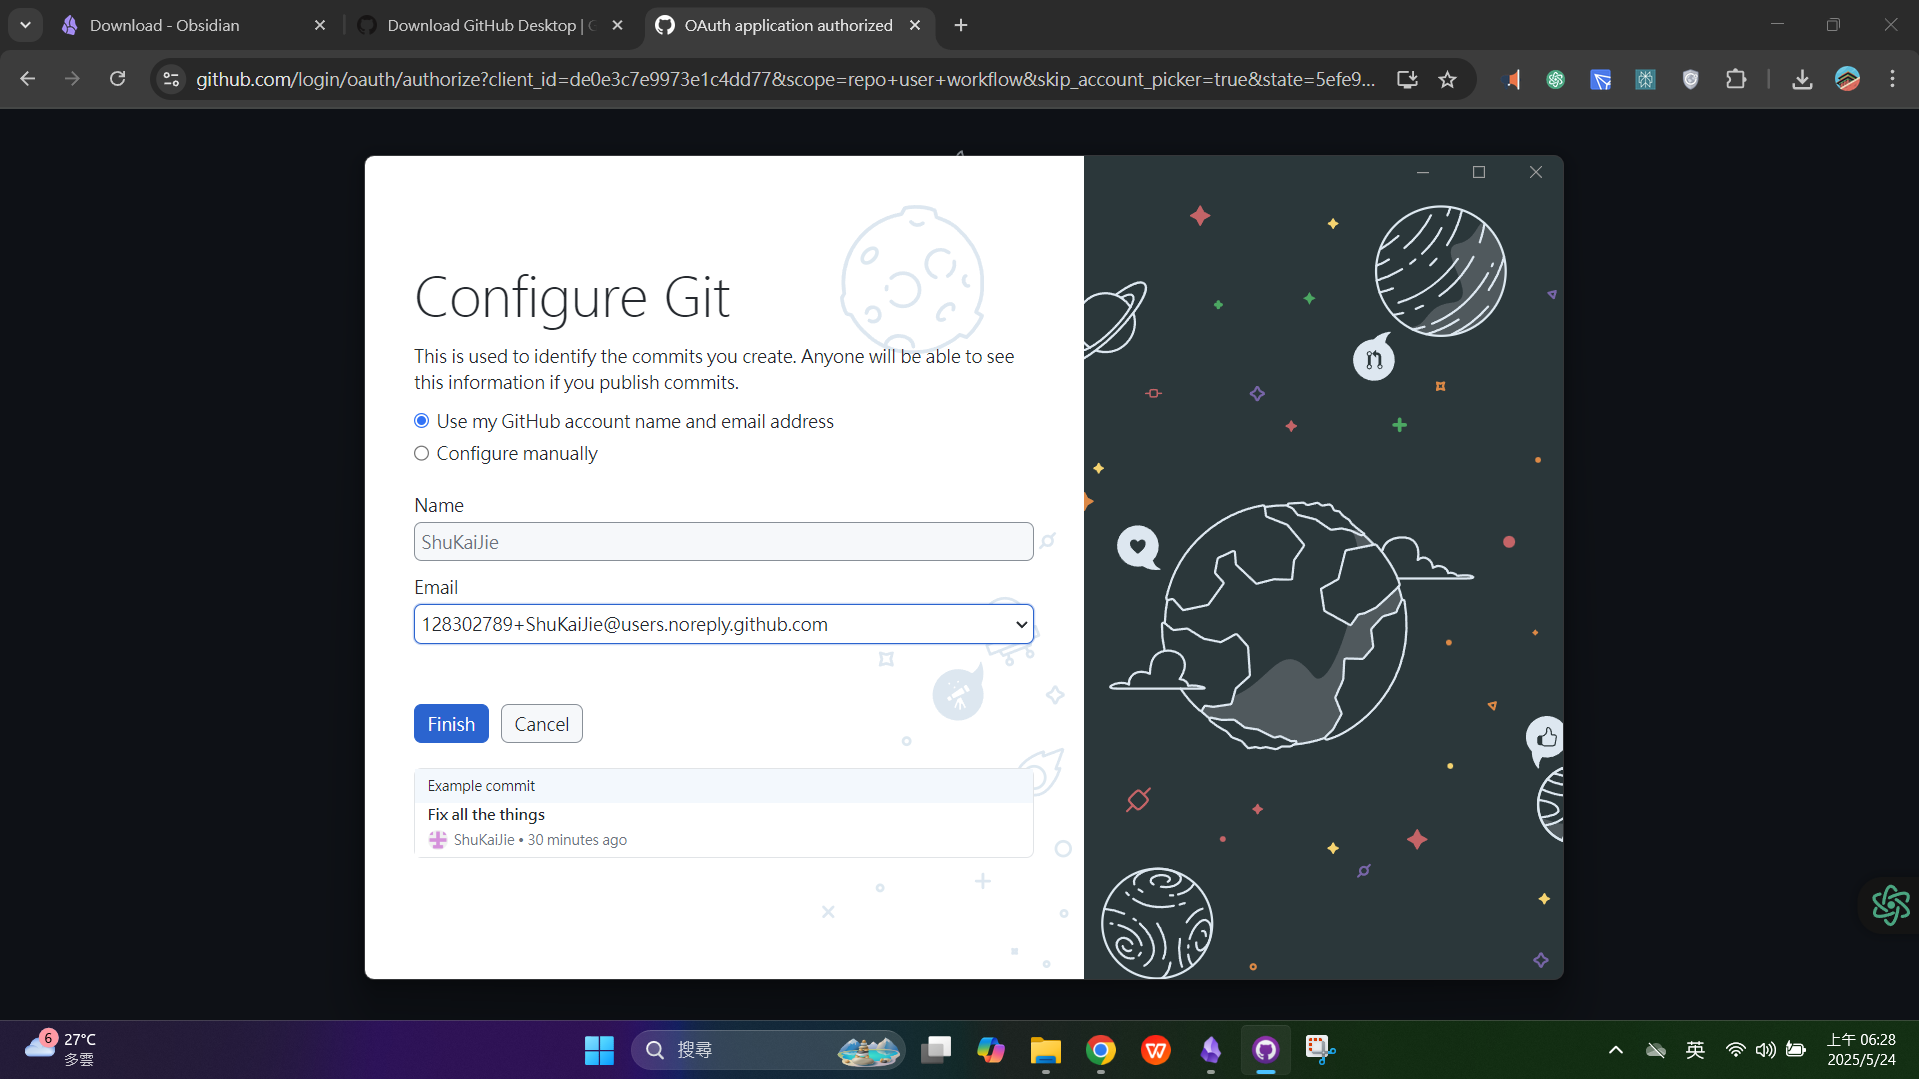 Download - Obsidian
Download GitHub Desktop |
OAuth application authorized
github.com/login/oauth/authorize?client_id=de0e3c7e9973e1c4dd77&scope=repo+user+workflow&skip_account_picker=true&state=5efe9...
Configure Git
This is used to identify the commits you create. Anyone will be able to see
this information if you publish commits.
Use my GitHub account name and email address
Configure manually
Name
ShuKaiJie
Email
128302789+ShuKaiJie@users.noreply.github.com
Finish
Cancel
Example commit
Fix all the things
ShuKaiJie • 30 minutes ago
6
27°C
多雲
搜尋
英
上午 06:28
2025/5/24